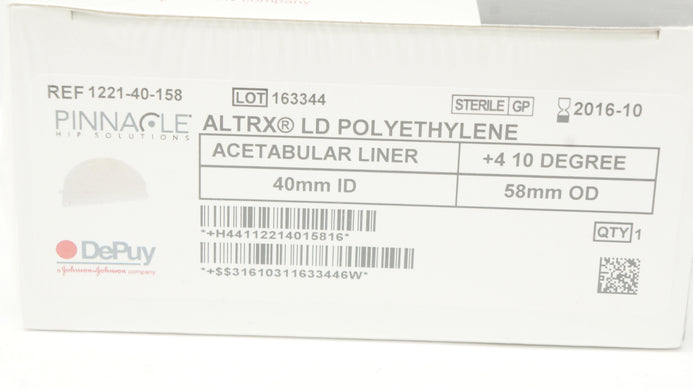 company
REF 1221-40-158
LOT 163344
STERILE GP
2016-10
PINNACLE®
HIP SOLUTIONS
ALTRX® LD POLYETHYLENE
ACETABULAR LINER
+4 10 DEGREE
40mm ID
58mm OD
*+H44112214015816*
QTY 1
DePuy
a Johnson&Johnson company
*+$$31610311633446W*